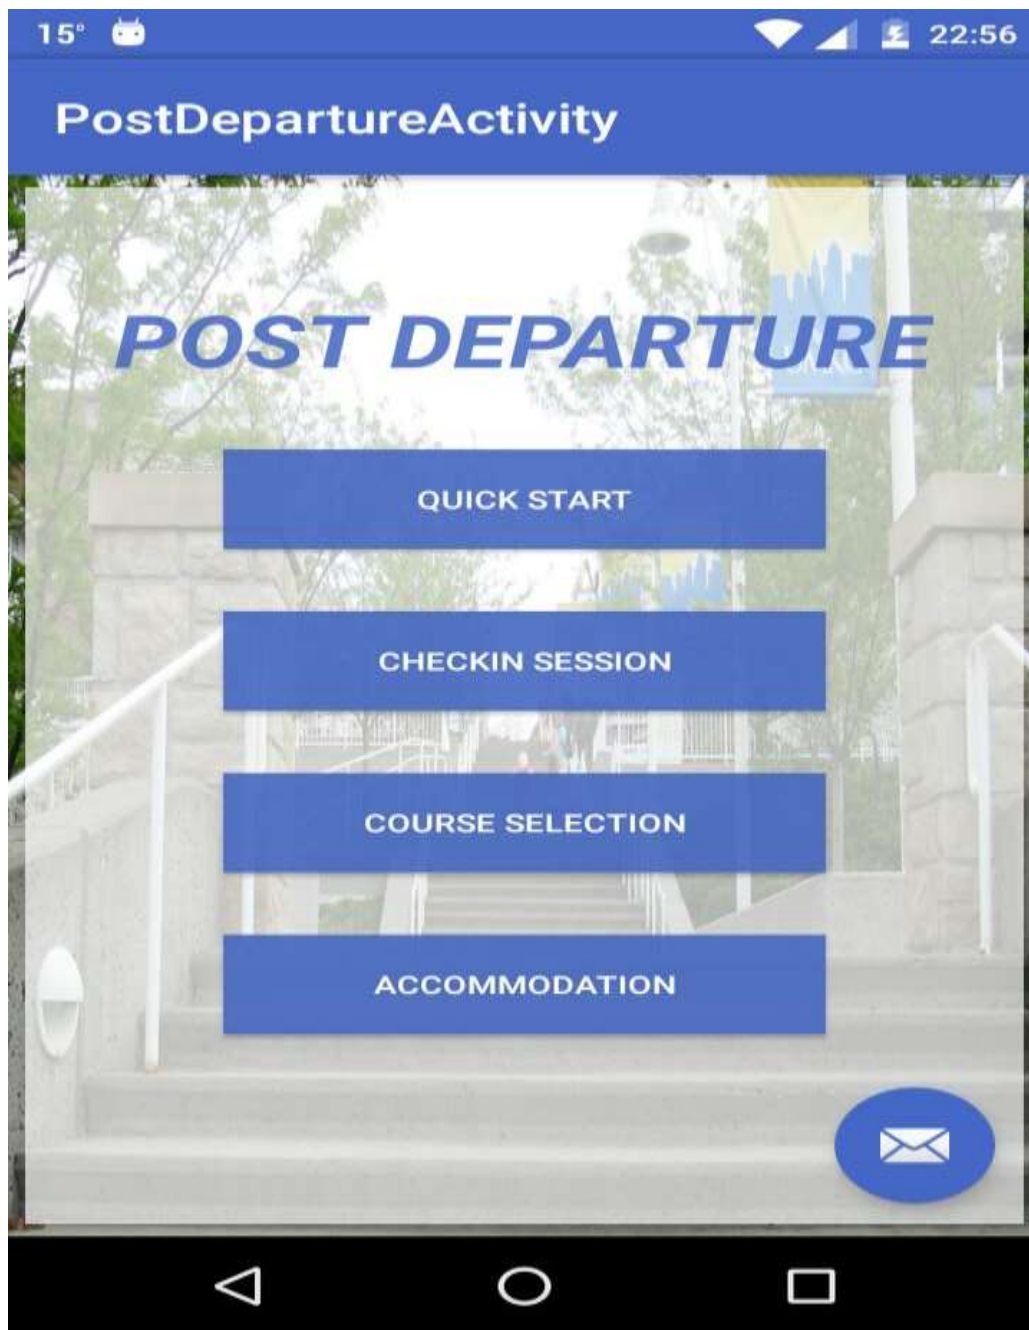 15°
22:56
PostDepartureActivity
POST DEPARTURE
QUICK START
CHECKIN SESSION
COURSE SELECTION
ACCOMMODATION